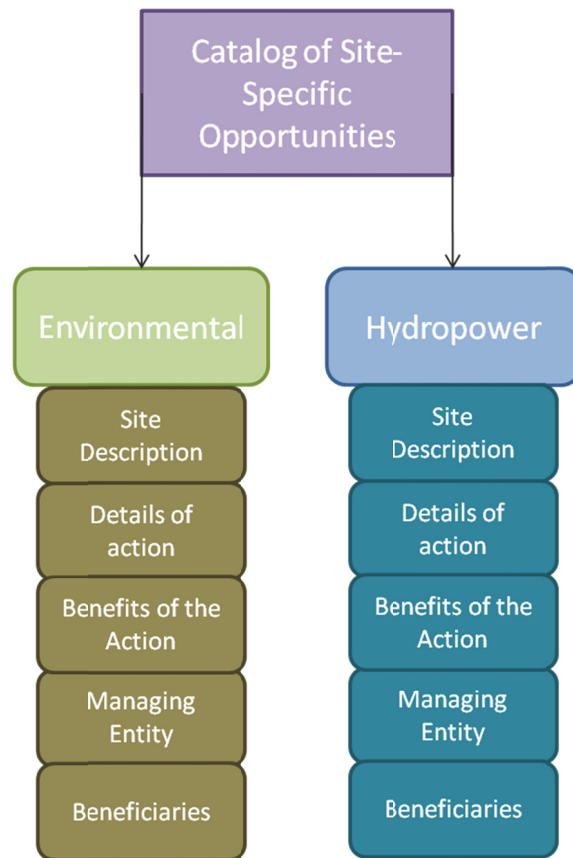 Catalog of Site-
Specific
Opportunities
Environmental
Site
Description
Details of
action
Benefits of the
Action
Managing
Entity
Beneficiaries
Hydropower
Site
Description
Details of
action
Benefits of the
Action
Managing
Entity
Beneficiaries